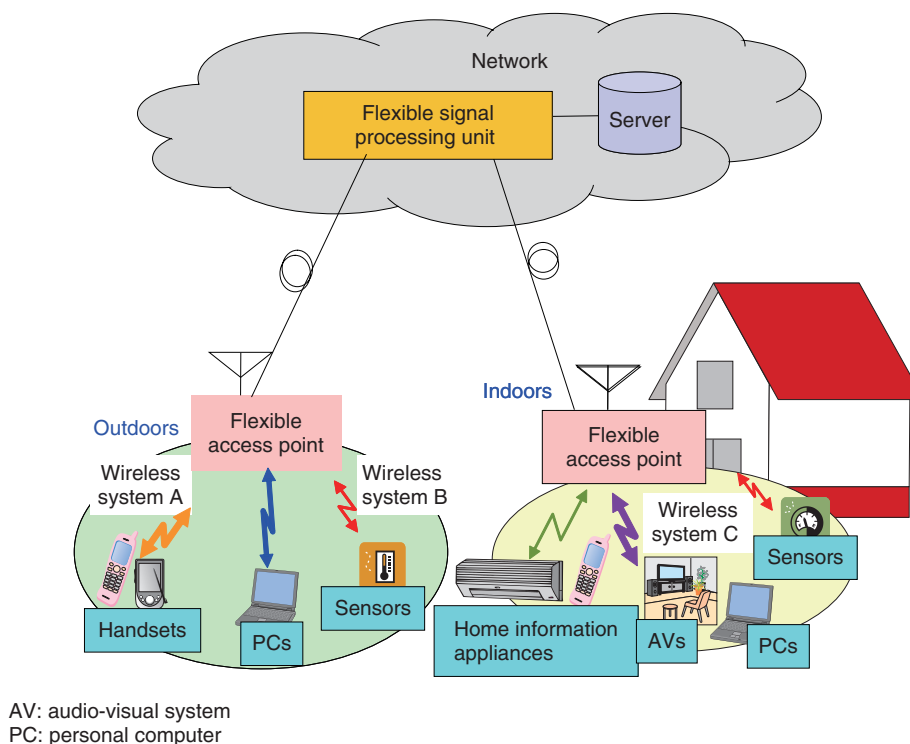 Network
Flexible signal
processing unit
Server
Outdoors
Flexible
access point
Wireless
system A
Wireless
system B
Handsets
PCs
Sensors
Indoors
Flexible
access point
Wireless
system C
Sensors
Home information
appliances
AVs
PCs
AV: audio-visual system
PC: personal computer